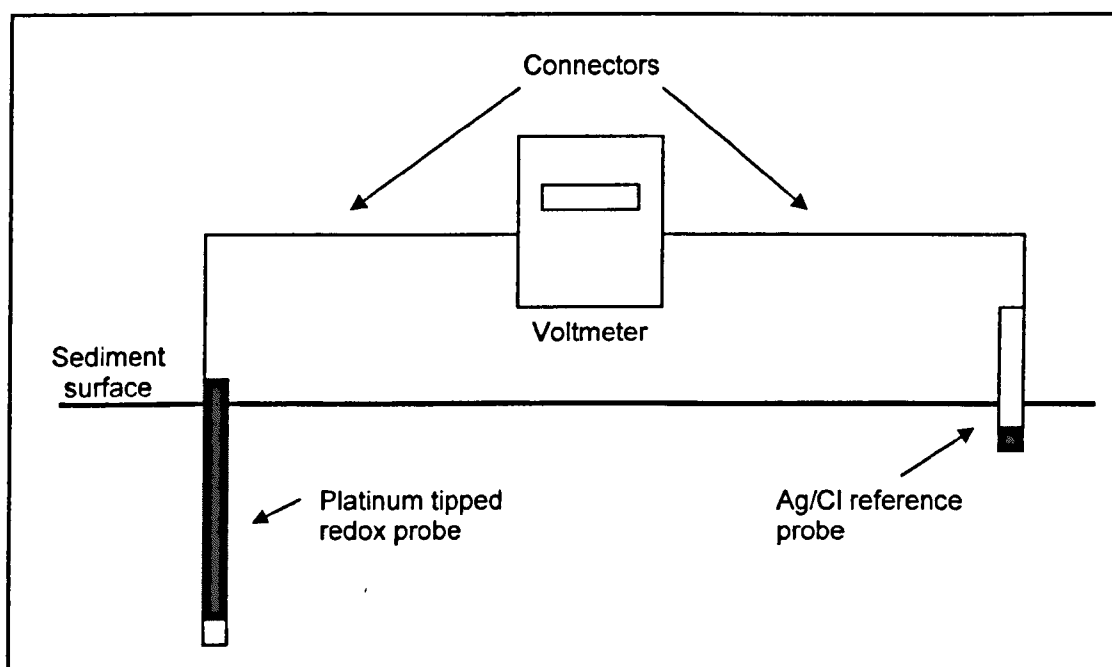 Connectors
Voltmeter
Sediment
surface
Platinum tipped
redox probe
Ag/Cl reference
probe